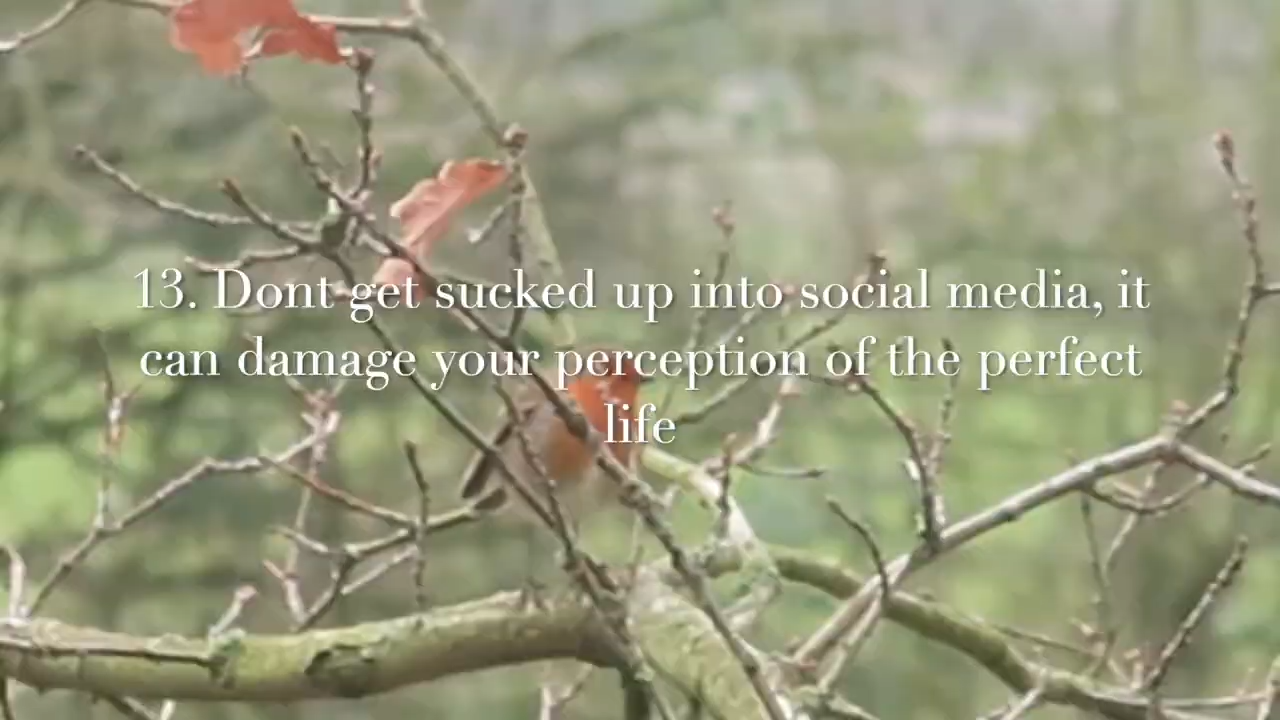 13. Dont get sucked up into social media, it
can damage your perception of the perfect
life